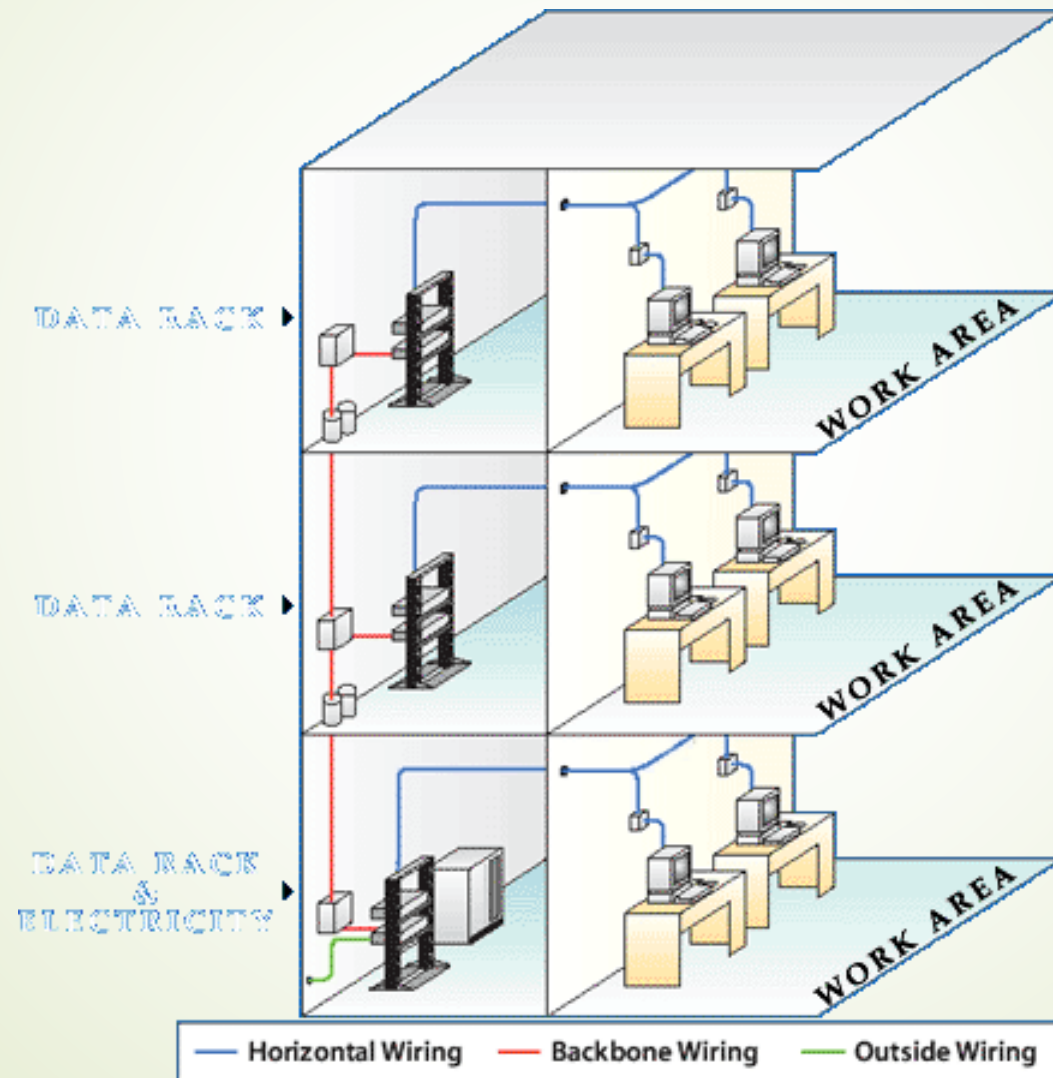 DATA RACK
WORK AREA
DATA RACK
WORK AREA
DATA RACK
&
ELECTRICITY
WORK AREA
Horizontal Wiring Backbone Wiring Outside Wiring